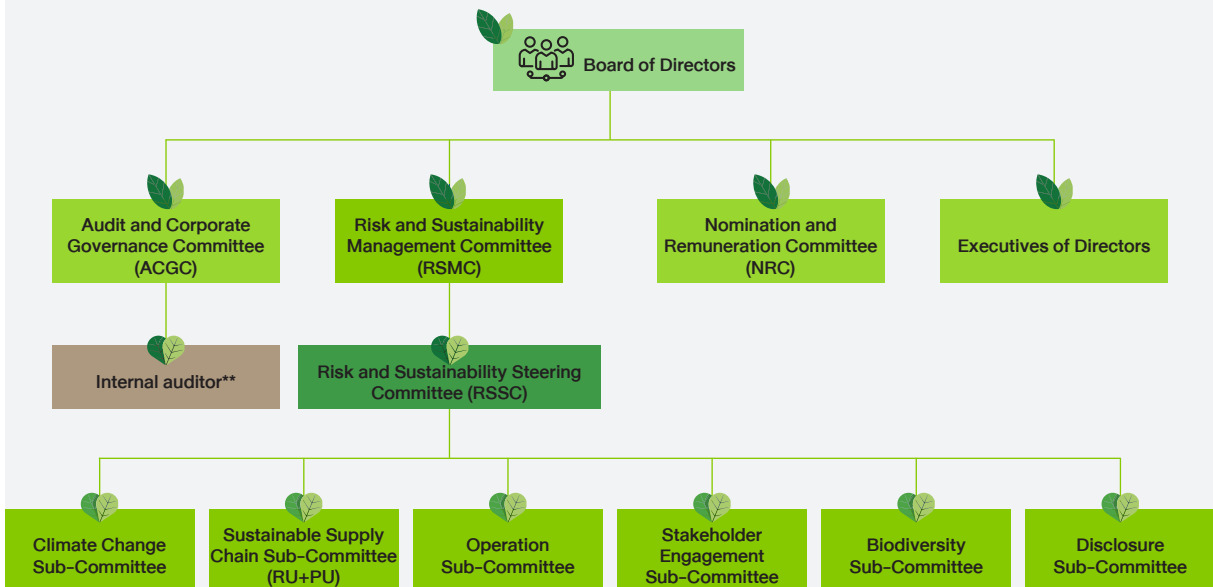 Board of Directors
Audit and Corporate
Governance Committee
(ACGC)
Risk and Sustainability
Management Committee
(RSMC)
Nomination and
Remuneration Committee
(NRC)
Executives of Directors
Internal auditor**
Risk and Sustainability Steering
Committee (RSSC)
Climate Change
Sub-Committee
Sustainable Supply
Chain Sub-Committee
(RU+PU)
Operation
Sub-Committee
Stakeholder
Engagement
Sub-Committee
Biodiversity
Sub-Committee
Disclosure
Sub-Committee